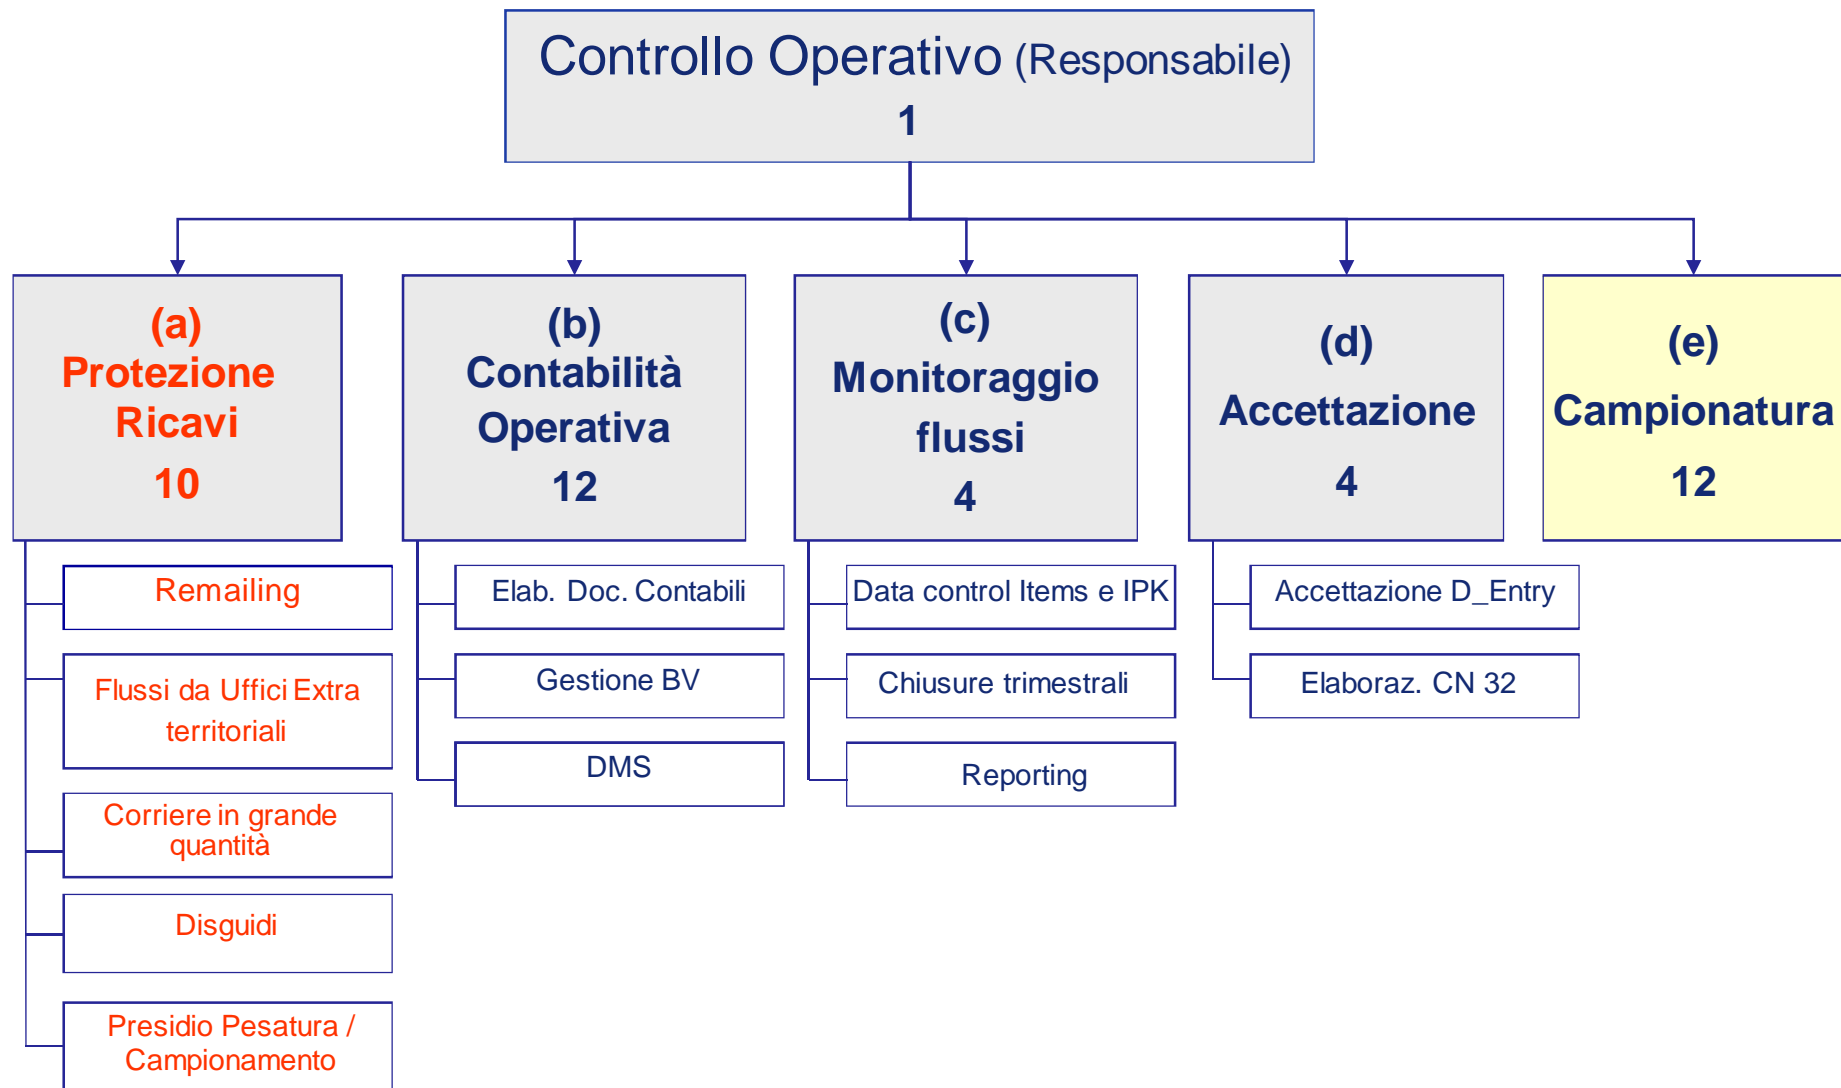 Controllo Operativo (Responsabile)
1
(a)
Protezione
Ricavi
10
(b)
Contabilità
Operativa
12
(c)
Monitoraggio
flussi
4
(d)
Accettazione
4
(e)
Campionatura
12
Remailing
Flussi da Uffici Extra
territoriali
Corriere in grande
quantità
Disguidi
Presidio Pesatura /
Campionamento
Elab. Doc. Contabili
Gestione BV
DMS
Data control Items e IPK
Chiusure trimestrali
Reporting
Accettazione D_Entry
Elaboraz. CN 32